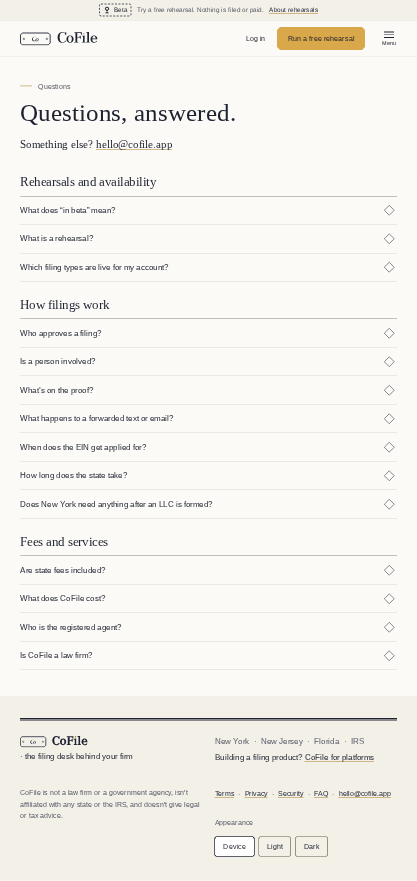 Beta Try a free rehearsal. Nothing is filed or paid. About rehearsals
Co CoFile Log in Run a free rehearsal Menu
Questions
Questions, answered.
Something else? hello@cofile.app
Rehearsals and availability
What does “in beta” mean?
What is a rehearsal?
Which filing types are live for my account?
How filings work
Who approves a filing?
Is a person involved?
What's on the proof?
What happens to a forwarded text or email?
When does the EIN get applied for?
How long does the state take?
Does New York need anything after an LLC is formed?
Fees and services
Are state fees included?
What does CoFile cost?
Who is the registered agent?
Is CoFile a law firm?
Co CoFile
· the filing desk behind your firm
New York · New Jersey · Florida · IRS
Building a filing product? CoFile for platforms
CoFile is not a law firm or a government agency, isn't
affiliated with any state or the IRS, and doesn't give legal
or tax advice.
Terms · Privacy · Security · FAQ · hello@cofile.app
Appearance
Device Light Dark